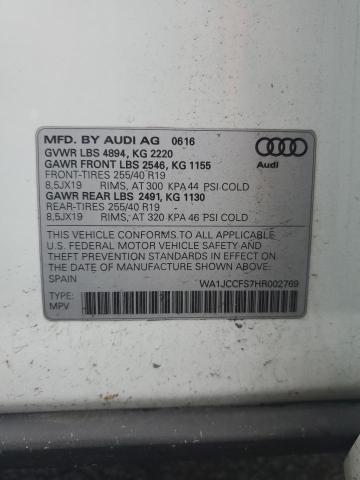 MFD. BY AUDI AG 0616
GVWR LBS 4894, KG 2220
GAWR FRONT LBS 2546, KG 1155
FRONT-TIRES 255/40 R19
8,5JX19 RIMS, AT 300 KPA 44 PSI COLD
GAWR REAR LBS 2491, KG 1130
REAR-TIRES 255/40 R19
8,5JX19 RIMS, AT 320 KPA 46 PSI COLD
Audi
THIS VEHICLE CONFORMS TO ALL APPLICABLE
U.S. FEDERAL MOTOR VEHICLE SAFETY AND
THEFT PREVENTION STANDARDS IN EFFECT ON
THE DATE OF MANUFACTURE SHOWN ABOVE.
SPAIN
WA1JCCFS7HR002769
TYPE:
MPV